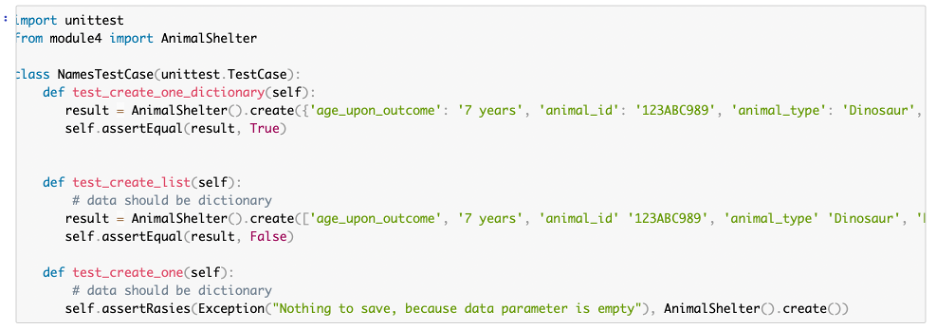 import unittest
from module4 import AnimalShelter
class NamesTestCase(unittest.TestCase):
def test_create_one_dictionary(self):
result = AnimalShelter().create({'age_upon_outcome': '7 years', 'animal_id': '123ABC989', 'animal_type': 'Dinosaur',
self.assertEqual(result, True)
def test_create_list(self):
# data should be dictionary
result = AnimalShelter().create(['age_upon_outcome', '7 years', 'animal_id' '123ABC989', 'animal_type' 'Dinosaur', '
self.assertEqual(result, False)
def test_create_one(self):
# data should be dictionary
self.assertRasies(Exception("Nothing to save, because data parameter is empty"), AnimalShelter().create())